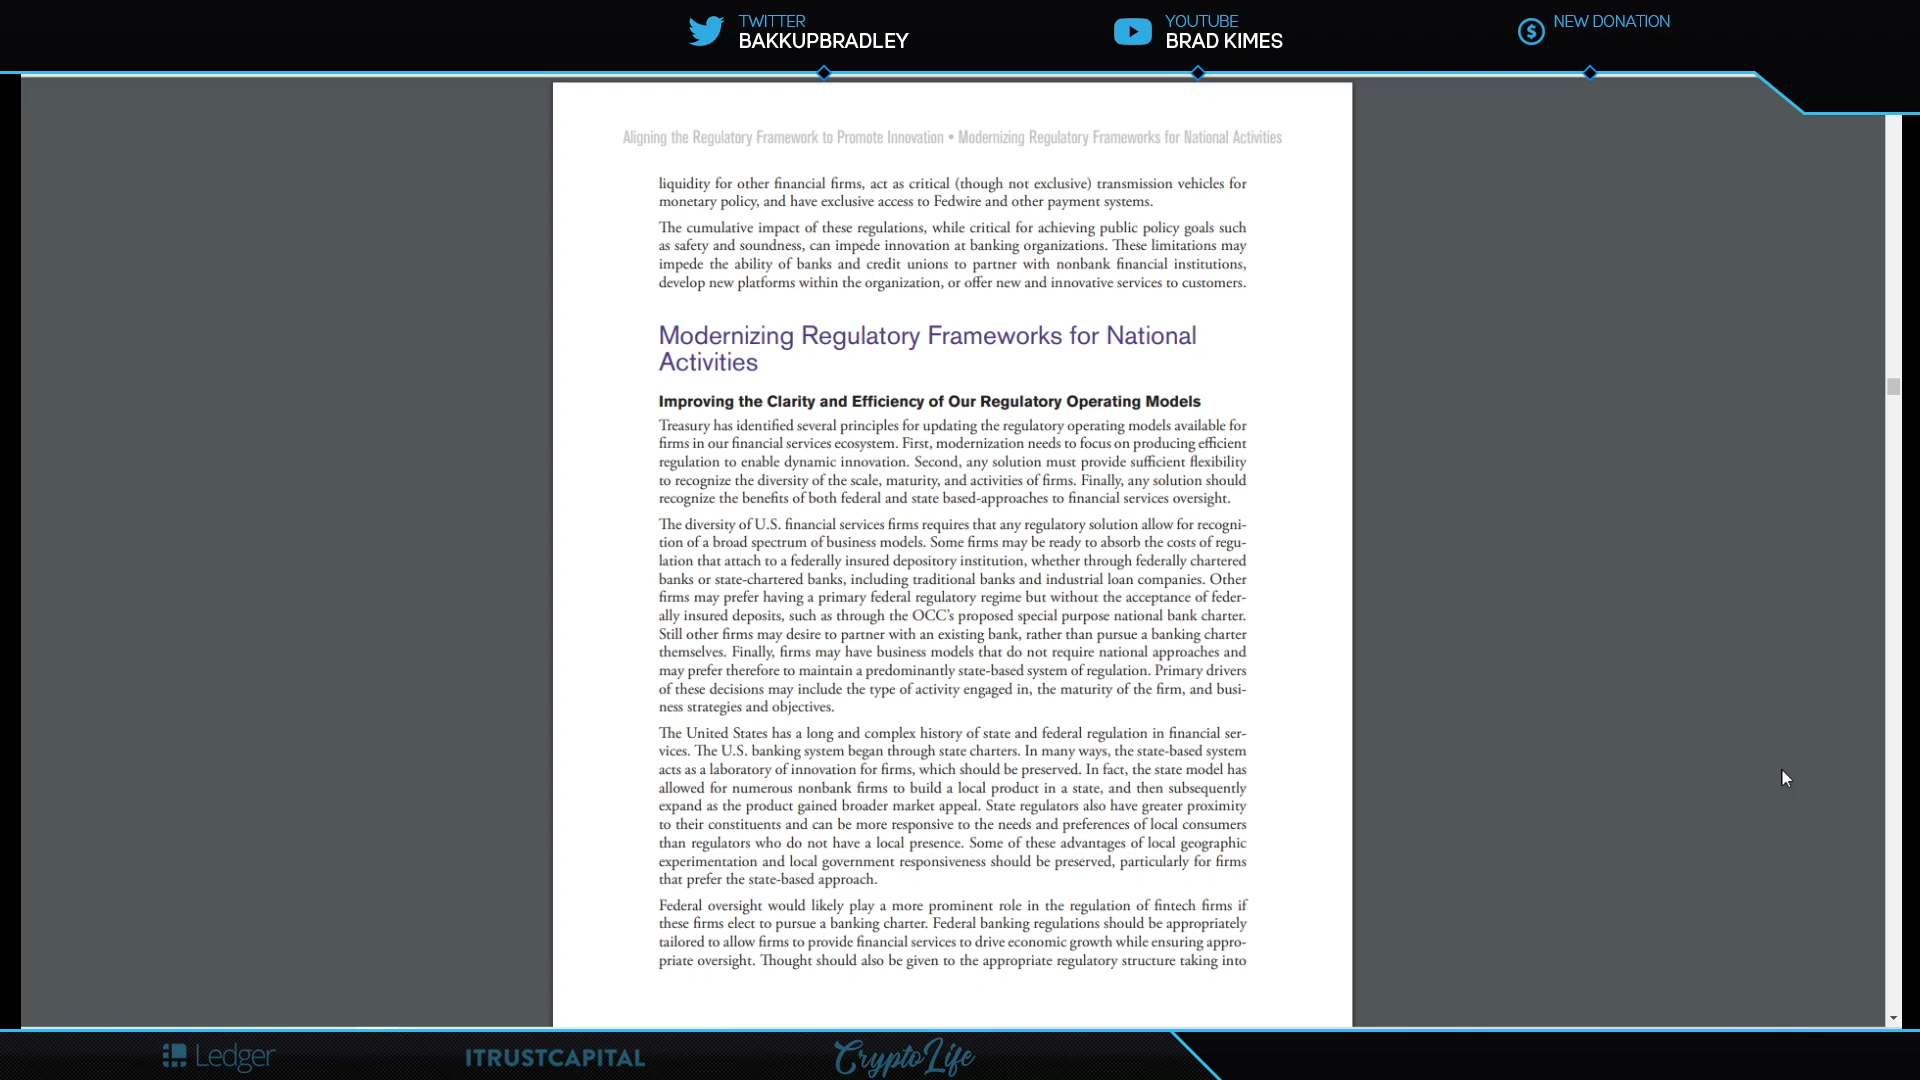 TWITTER
BAKKUPBRADLEY
YOUTUBE
BRAD KIMES
NEW DONATION
Aligning the Regulatory Framework to Promote Innovation • Modernizing Regulatory Frameworks for National Activities
liquidity for other financial firms, act as critical (though not exclusive) transmission vehicles for
monetary policy, and have exclusive access to Fedwire and other payment systems.
The cumulative impact of these regulations, while critical for achieving public policy goals such
as safety and soundness, can impede innovation at banking organizations. These limitations may
impede the ability of banks and credit unions to partner with nonbank financial institutions,
develop new platforms within the organization, or offer new and innovative services to customers.
Modernizing Regulatory Frameworks for National
Activities
Improving the Clarity and Efficiency of Our Regulatory Operating Models
Treasury has identified several principles for updating the regulatory operating models available for
firms in our financial services ecosystem. First, modernization needs to focus on producing efficient
regulation to enable dynamic innovation. Second, any solution must provide sufficient flexibility
to recognize the diversity of the scale, maturity, and activities of firms. Finally, any solution should
recognize the benefits of both federal and state based-approaches to financial services oversight.
The diversity of U.S. financial services firms requires that any regulatory solution allow for recogni-
tion of a broad spectrum of business models. Some firms may be ready to absorb the costs of regu-
lation that attach to a federally insured depository institution, whether through federally chartered
banks or state-chartered banks, including traditional banks and industrial loan companies. Other
firms may prefer having a primary federal regulatory regime but without the acceptance of feder-
ally insured deposits, such as through the OCC's proposed special purpose national bank charter.
Still other firms may desire to partner with an existing bank, rather than pursue a banking charter
themselves. Finally, firms may have business models that do not require national approaches and
may prefer therefore to maintain a predominantly state-based system of regulation. Primary drivers
of these decisions may include the type of activity engaged in, the maturity of the firm, and busi-
ness strategies and objectives.
The United States has a long and complex history of state and federal regulation in financial ser-
vices. The U.S. banking system began through state charters. In many ways, the state-based system
acts as a laboratory of innovation for firms, which should be preserved. In fact, the state model has
allowed for numerous nonbank firms to build a local product in a state, and then subsequently
expand as the product gained broader market appeal. State regulators also have greater proximity
to their constituents and can be more responsive to the needs and preferences of local consumers
than regulators who do not have a local presence. Some of these advantages of local geographic
experimentation and local government responsiveness should be preserved, particularly for firms
that prefer the state-based approach.
Federal oversight would likely play a more prominent role in the regulation of fintech firms if
these firms elect to pursue a banking charter. Federal banking regulations should be appropriately
tailored to allow firms to provide financial services to drive economic growth while ensuring appro-
priate oversight. Thought should also be given to the appropriate regulatory structure taking into
Ledger
ITRUSTCAPITAL
CryptoLife